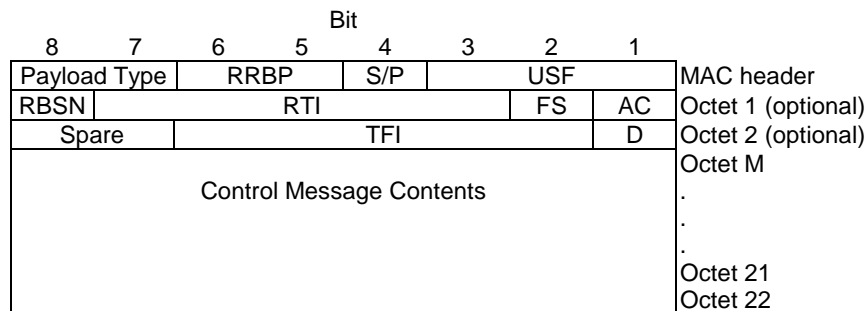 Bit
8 7 6 5 4 3 2 1
Payload Type RRBP S/P USF MAC header
RBSN RTI FS AC Octet 1 (optional)
Spare TFI D Octet 2 (optional)
Octet M
Control Message Contents .
.
.
Octet 21
Octet 22